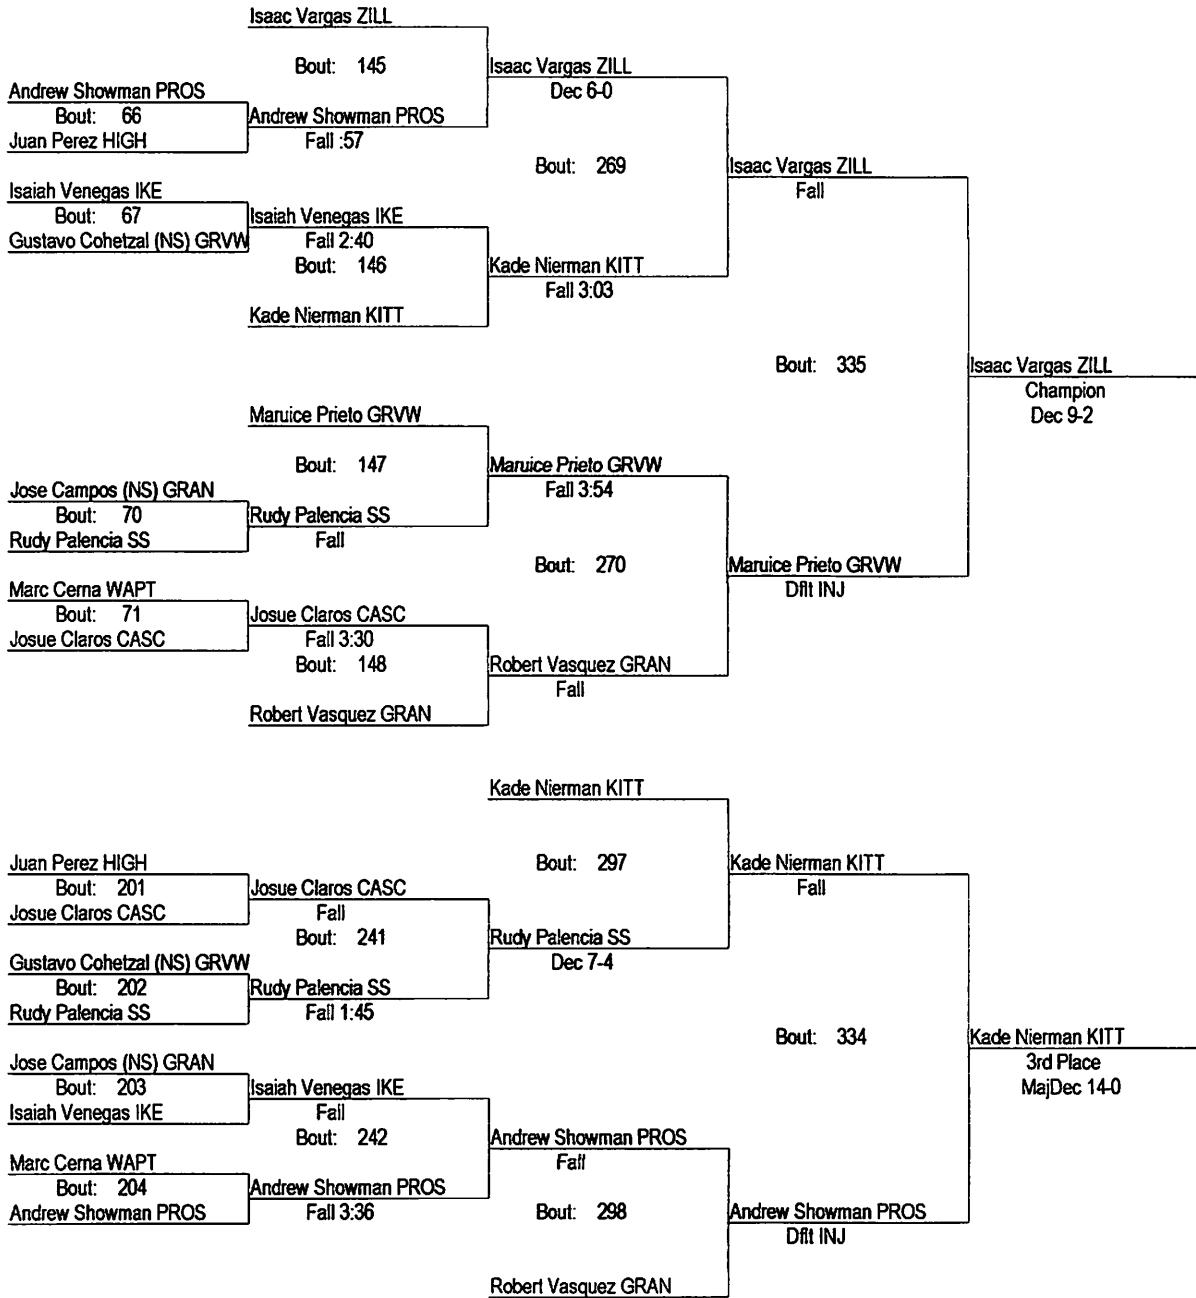 Isaac Vargas ZILL
Bout: 145
Isaac Vargas ZILL
Dec 6-0
Andrew Showman PROS
Bout: 66
Juan Perez HIGH
Andrew Showman PROS
Fall :57
Bout: 269
Isaac Vargas ZILL
Fall
Isaiah Venegas IKE
Bout: 67
Gustavo Cohetzal (NS) GRVW
Isaiah Venegas IKE
Fall 2:40
Bout: 146
Kade Nierman KITT
Fall 3:03
Kade Nierman KITT
Bout: 335
Isaac Vargas ZILL
Champion
Dec 9-2
Maruice Prieto GRVW
Bout: 147
Maruice Prieto GRVW
Fall 3:54
Jose Campos (NS) GRAN
Bout: 70
Rudy Palencia SS
Rudy Palencia SS
Fall
Bout: 270
Maruice Prieto GRVW
Dflt INJ
Marc Cerna WAPT
Bout: 71
Josue Claros CASC
Josue Claros CASC
Fall 3:30
Bout: 148
Robert Vasquez GRAN
Fall
Robert Vasquez GRAN
Kade Nierman KITT
Bout: 297
Kade Nierman KITT
Fall
Juan Perez HIGH
Bout: 201
Josue Claros CASC
Josue Claros CASC
Fall
Bout: 241
Rudy Palencia SS
Dec 7-4
Gustavo Cohetzal (NS) GRVW
Bout: 202
Rudy Palencia SS
Rudy Palencia SS
Fall 1:45
Bout: 334
Kade Nierman KITT
3rd Place
MajDec 14-0
Jose Campos (NS) GRAN
Bout: 203
Isaiah Venegas IKE
Isaiah Venegas IKE
Fall
Bout: 242
Andrew Showman PROS
Fall
Marc Cerna WAPT
Bout: 204
Andrew Showman PROS
Andrew Showman PROS
Fall 3:36
Bout: 298
Andrew Showman PROS
Dflt INJ
Robert Vasquez GRAN